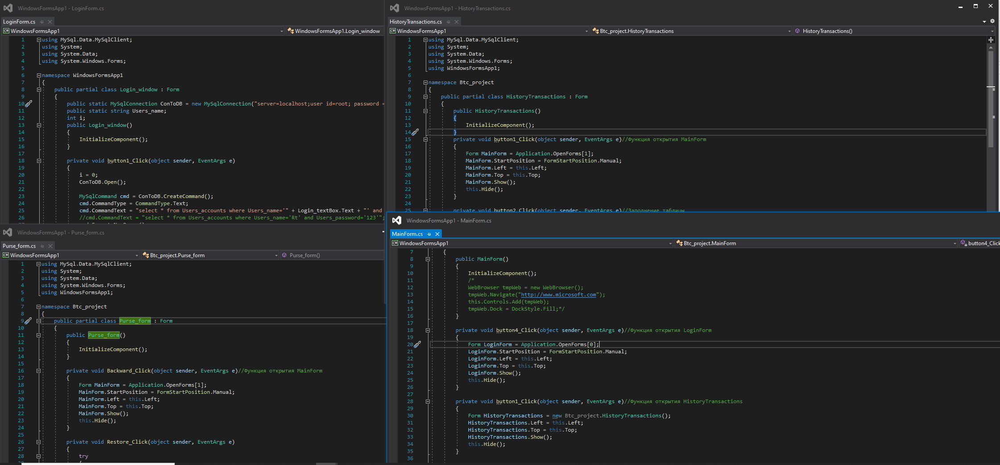 WindowsFormsApp1 - LoginForm.cs
LoginForm.cs
WindowsFormsApp1
WindowsFormsApp1.Login_window
1 using MySql.Data.MySqlClient;
2 using System;
3 using System.Data;
4 using System.Windows.Forms;
5
6 namespace WindowsFormsApp1
7 {
8 public partial class Login_window : Form
9 {
10 public static MySqlConnection ConToDB = new MySqlConnection("server=localhost;user id=root; password =
11 public static string Users_name;
12 int i;
13 public Login_window()
14 {
15 InitializeComponent();
16 }
17
18 private void button1_Click(object sender, EventArgs e)
19 {
20 i = 0;
21 ConToDB.Open();
22
23 MySqlCommand cmd = ConToDB.CreateCommand();
24 cmd.CommandType = CommandType.Text;
25 cmd.CommandText = "select * from Users_accounts where Users_name='" + Login_textBox.Text + "' and
26 //cmd.CommandText = "select * from Users_accounts where Users_name='Rt' and Users_password='123'";
WindowsFormsApp1 - HistoryTransactions.cs
HistoryTransactions.cs
WindowsFormsApp1
Btc_project.HistoryTransactions
HistoryTransactions()
1 using MySql.Data.MySqlClient;
2 using System;
3 using System.Data;
4 using System.Windows.Forms;
5 using WindowsFormsApp1;
6
7 namespace Btc_project
8 {
9 public partial class HistoryTransactions : Form
10 {
11 public HistoryTransactions()
12 {
13 InitializeComponent();
14 }
15 private void button1_Click(object sender, EventArgs e)//Функция открытия MainForm
16 {
17 Form MainForm = Application.OpenForms[1];
18 MainForm.StartPosition = FormStartPosition.Manual;
19 MainForm.Left = this.Left;
20 MainForm.Top = this.Top;
21 MainForm.Show();
22 this.Hide();
23 }
24
25 private void button2_Click(object sender, EventArgs e)//Заполнение таблицы
WindowsFormsApp1 - Purse_form.cs
Purse_form.cs
WindowsFormsApp1
Btc_project.Purse_form
Purse_form()
1 using MySql.Data.MySqlClient;
2 using System;
3 using System.Data;
4 using System.Windows.Forms;
5 using WindowsFormsApp1;
6
7 namespace Btc_project
8 {
9 public partial class Purse_form : Form
10 {
11 public Purse_form()
12 {
13 InitializeComponent();
14 }
15
16 private void Backward_Click(object sender, EventArgs e)//Функция открытия MainForm
17 {
18 Form MainForm = Application.OpenForms[1];
19 MainForm.StartPosition = FormStartPosition.Manual;
20 MainForm.Left = this.Left;
21 MainForm.Top = this.Top;
22 MainForm.Show();
23 this.Hide();
24 }
25
26 private void Restore_Click(object sender, EventArgs e)
27 {
28 try
WindowsFormsApp1 - MainForm.cs
MainForm.cs
WindowsFormsApp1
Btc_project.MainForm
button4_Click
7 {
8 public MainForm()
9 {
10 InitializeComponent();
11 /*
12 WebBrowser tmpWeb = new WebBrowser();
13 tmpWeb.Navigate("http://www.microsoft.com");
14 this.Controls.Add(tmpWeb);
15 tmpWeb.Dock = DockStyle.Fill;*/
16 }
17
18 private void button4_Click(object sender, EventArgs e)//Функция открытия LoginForm
19 {
20 Form LoginForm = Application.OpenForms[0];
21 LoginForm.StartPosition = FormStartPosition.Manual;
22 LoginForm.Left = this.Left;
23 LoginForm.Top = this.Top;
24 LoginForm.Show();
25 this.Hide();
26 }
27
28 private void button1_Click(object sender, EventArgs e)//Функция открытия HistoryTransactions
29 {
30 Form HistoryTransactions = new Btc_project.HistoryTransactions();
31 HistoryTransactions.Left = this.Left;
32 HistoryTransactions.Top = this.Top;
33 HistoryTransactions.Show();
34 this.Hide();
35 }
36